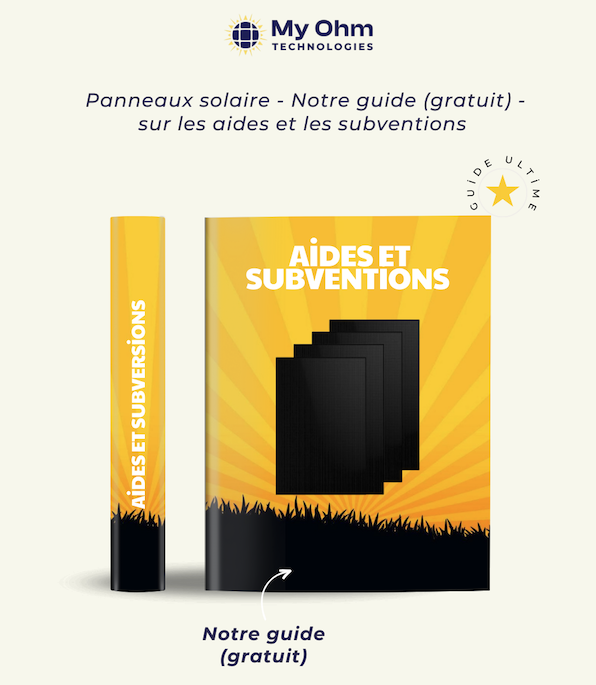 My Ohm
TECHNOLOGIES
Panneaux solaire - Notre guide (gratuit) -
sur les aides et les subventions
GUiDE ULTiME
AiDES ET SUBVERSiONS
AiDES ET
SUBVENTiONS
Notre guide
(gratuit)